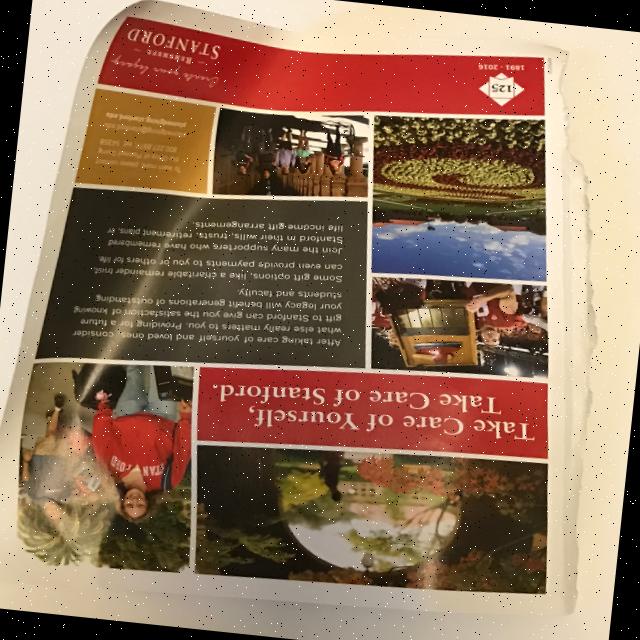 Take Care of Yourself,
Take Care of Stanford.
STANFORD
After taking care of yourself and loved ones, consider
what else really matters to you. Providing for a future
gift to Stanford can give you the satisfaction of knowing
your legacy will benefit generations of outstanding
students and faculty.
Some gift options, like a charitable remainder trust,
can even provide payments to you or others for life.
Join the many supporters who have remembered
Stanford in their wills, trusts, retirement plans, or
life income gift arrangements.
125
1891 · 2016
Create your legacy
REMEMBER
STANFORD